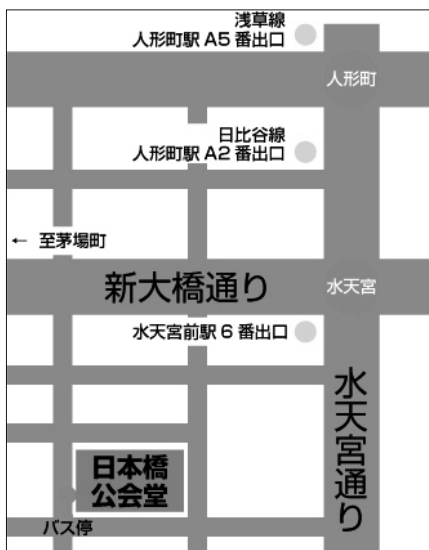 浅草線
人形町駅 A5 番出口
人形町
日比谷線
人形町駅 A2 番出口
← 至茅場町
新大橋通り
水天宮
水天宮前駅 6 番出口
水天宮通り
日本橋
公会堂
バス停